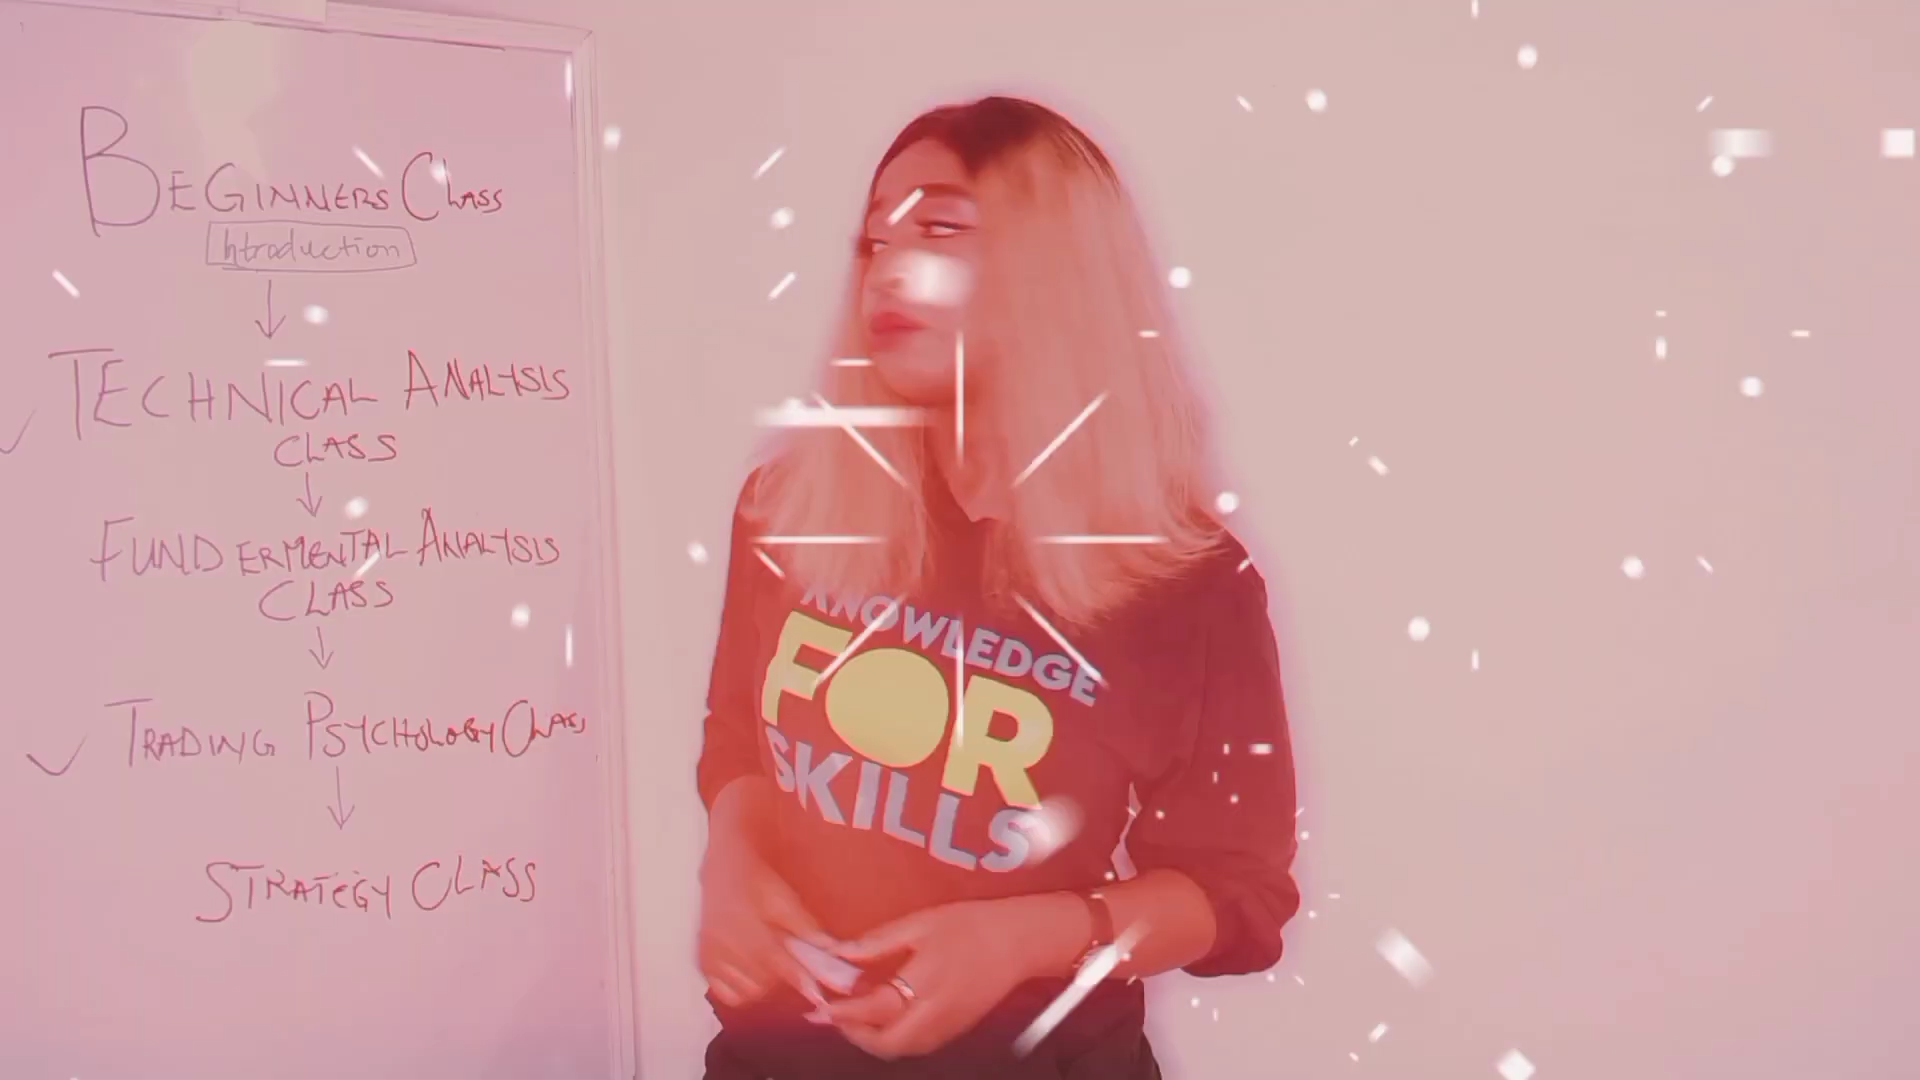 BEGINNERS CLASS
Introduction
TECHNICAL ANALYSIS
CLASS
FUNDERMENTAL ANALYSIS
CLASS
TRADING PSYCHOLOGY CLASS
STRATEGY CLASS
KNOWLEDGE
FOR
SKILLS